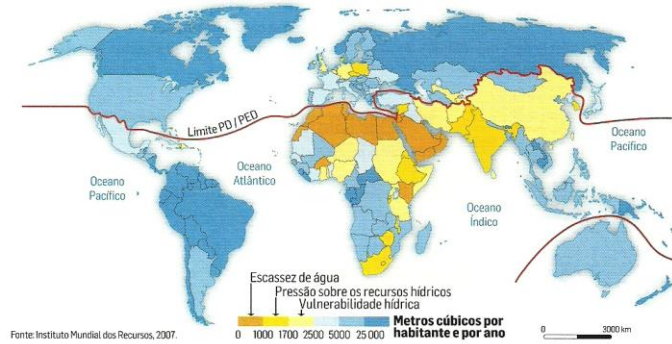 Limite PD / PED
Oceano
Pacífico
Oceano
Atlântico
Oceano
Pacífico
Oceano
Índico
Escassez de água
Pressão sobre os recursos hídricos
Vulnerabilidade hídrica
0 1000 1700 2500 5000 25 000
Metros cúbicos por
habitante e por ano
Fonte: Instituto Mundial dos Recursos, 2007.
0 3000 km